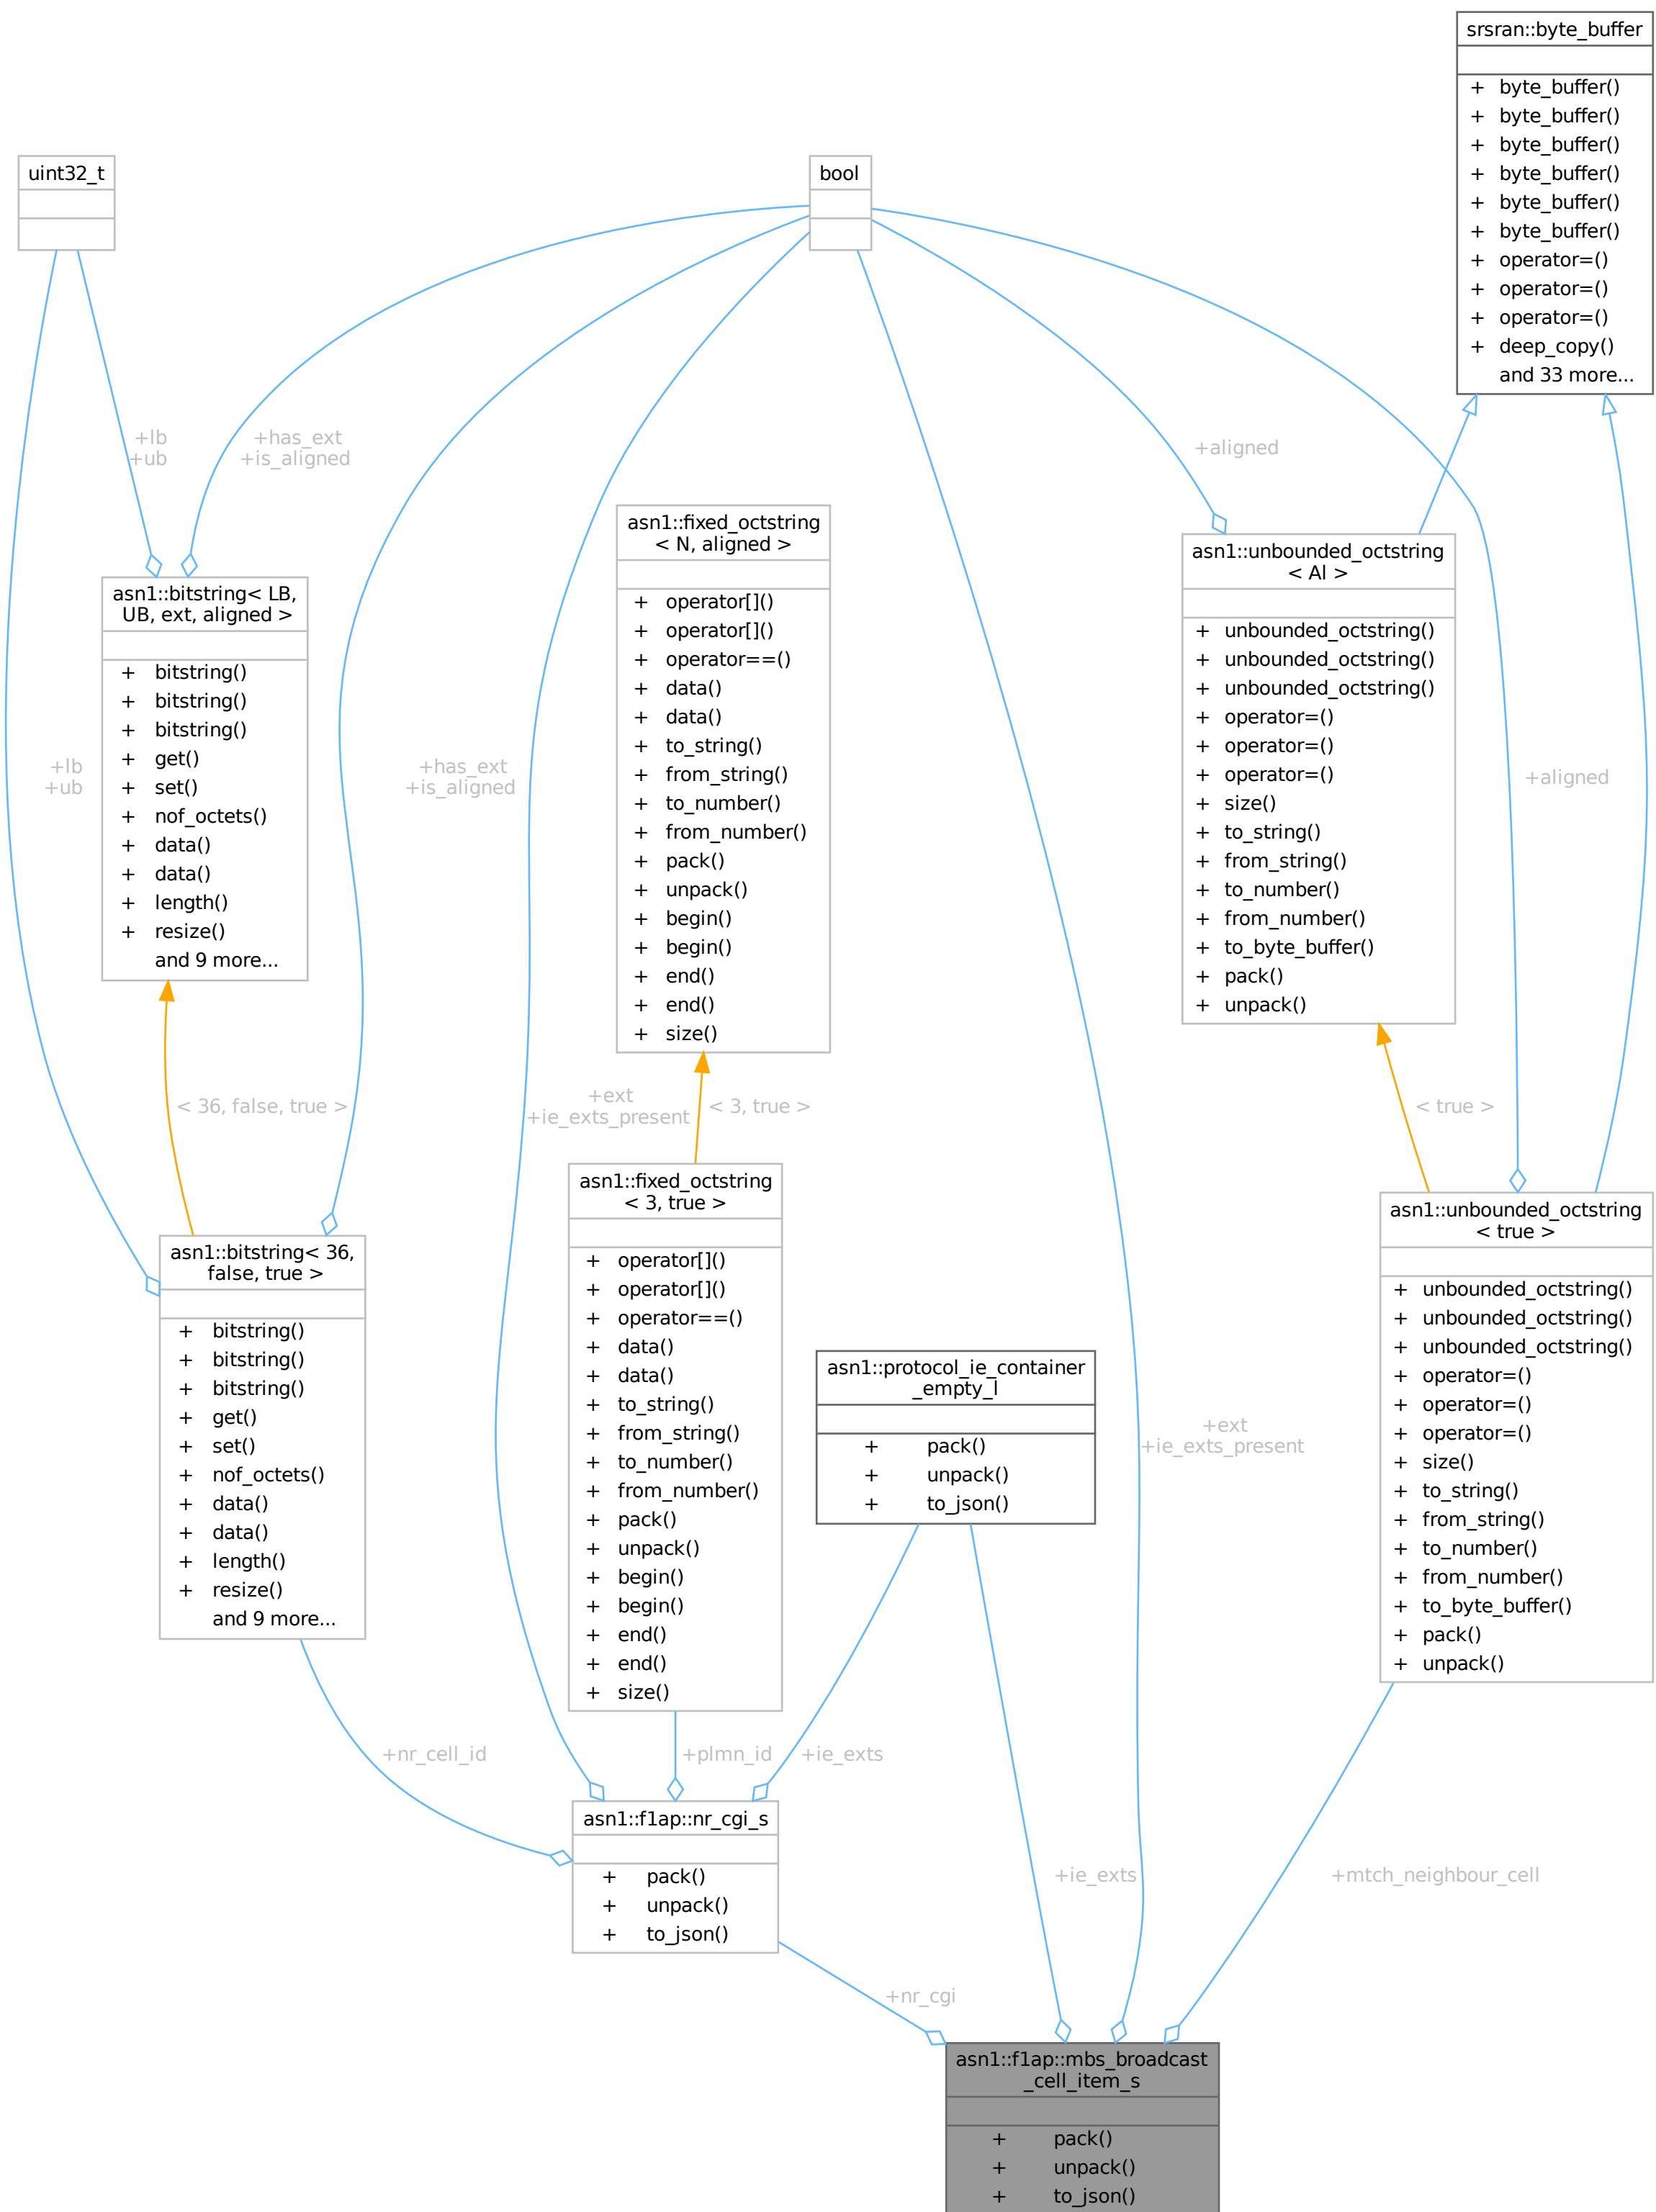 srsran::byte_buffer
+ byte_buffer()
+ byte_buffer()
+ byte_buffer()
+ byte_buffer()
+ byte_buffer()
+ byte_buffer()
+ operator=()
+ operator=()
+ operator=()
+ deep_copy()
and 33 more...
uint32_t
bool
+lb
+ub
+has_ext
+is_aligned
+aligned
asn1::fixed_octstring
< N, aligned >
+ operator[]()
+ operator[]()
+ operator==()
+ data()
+ data()
+ to_string()
+ from_string()
+ to_number()
+ from_number()
+ pack()
+ unpack()
+ begin()
+ begin()
+ end()
+ end()
+ size()
asn1::unbounded_octstring
< Al >
+ unbounded_octstring()
+ unbounded_octstring()
+ unbounded_octstring()
+ operator=()
+ operator=()
+ operator=()
+ size()
+ to_string()
+ from_string()
+ to_number()
+ from_number()
+ to_byte_buffer()
+ pack()
+ unpack()
asn1::bitstring< LB,
UB, ext, aligned >
+ bitstring()
+ bitstring()
+ bitstring()
+ get()
+ set()
+ nof_octets()
+ data()
+ data()
+ length()
+ resize()
and 9 more...
+lb
+ub
+has_ext
+is_aligned
+aligned
< 36, false, true >
+ext
+ie_exts_present
< 3, true >
< true >
asn1::fixed_octstring
< 3, true >
+ operator[]()
+ operator[]()
+ operator==()
+ data()
+ data()
+ to_string()
+ from_string()
+ to_number()
+ from_number()
+ pack()
+ unpack()
+ begin()
+ begin()
+ end()
+ end()
+ size()
asn1::unbounded_octstring
< true >
+ unbounded_octstring()
+ unbounded_octstring()
+ unbounded_octstring()
+ operator=()
+ operator=()
+ operator=()
+ size()
+ to_string()
+ from_string()
+ to_number()
+ from_number()
+ to_byte_buffer()
+ pack()
+ unpack()
asn1::bitstring< 36,
false, true >
+ bitstring()
+ bitstring()
+ bitstring()
+ get()
+ set()
+ nof_octets()
+ data()
+ data()
+ length()
+ resize()
and 9 more...
asn1::protocol_ie_container
_empty_l
+ pack()
+ unpack()
+ to_json()
+ext
+ie_exts_present
+nr_cell_id
+plmn_id
+ie_exts
asn1::f1ap::nr_cgi_s
+ pack()
+ unpack()
+ to_json()
+ie_exts
+mtch_neighbour_cell
+nr_cgi
asn1::f1ap::mbs_broadcast
_cell_item_s
+ pack()
+ unpack()
+ to_json()